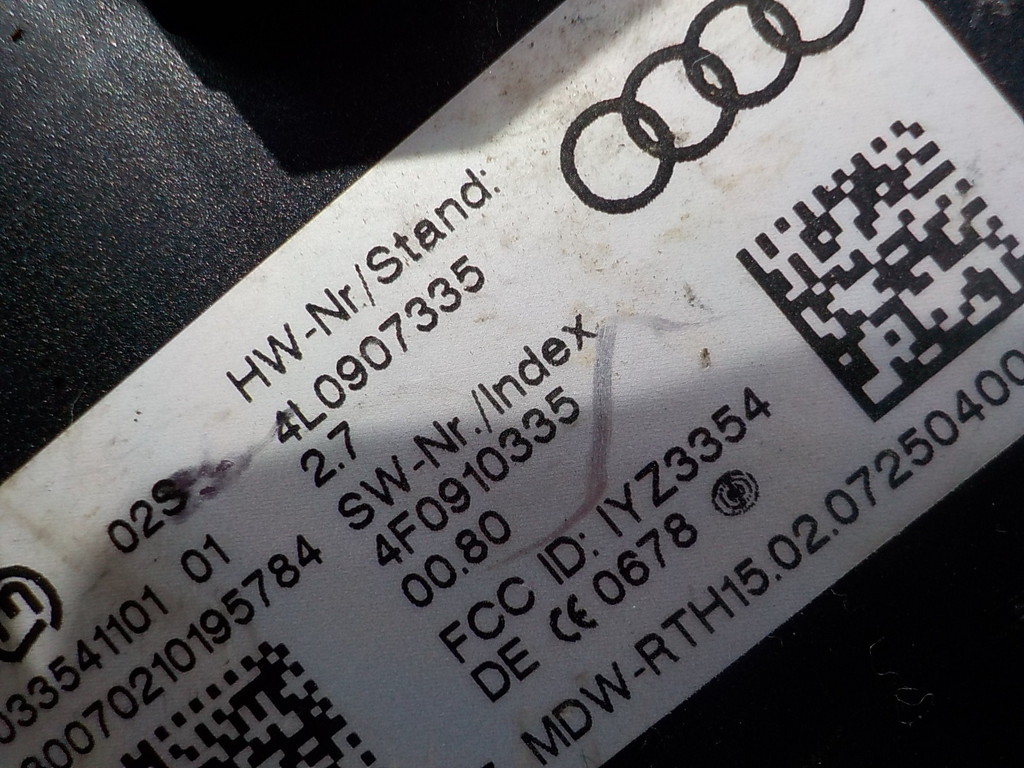 HW-Nr./Stand:
4L0907335
2.7
SW-Nr./Index
4F0910335
00.80
FCC ID: IYZ3354
DE CE 0678
MDW-RTH15.02.07250400
02S
033541101 01
80070210195784